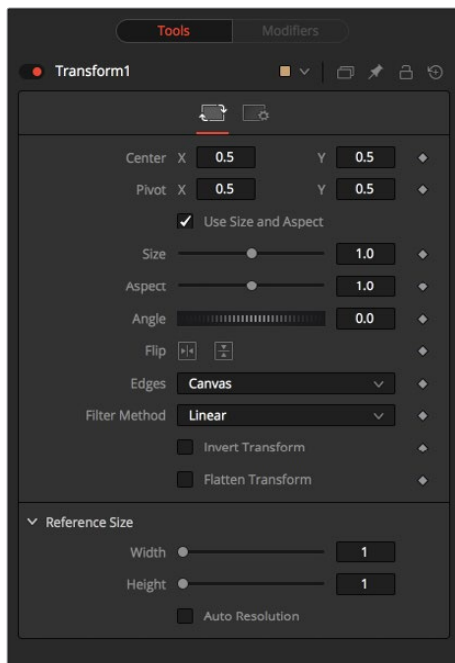 Tools Modifiers
Transform1
Center X 0.5 Y 0.5
Pivot X 0.5 Y 0.5
Use Size and Aspect
Size 1.0
Aspect 1.0
Angle 0.0
Flip
Edges Canvas
Filter Method Linear
Invert Transform
Flatten Transform
Reference Size
Width 1
Height 1
Auto Resolution